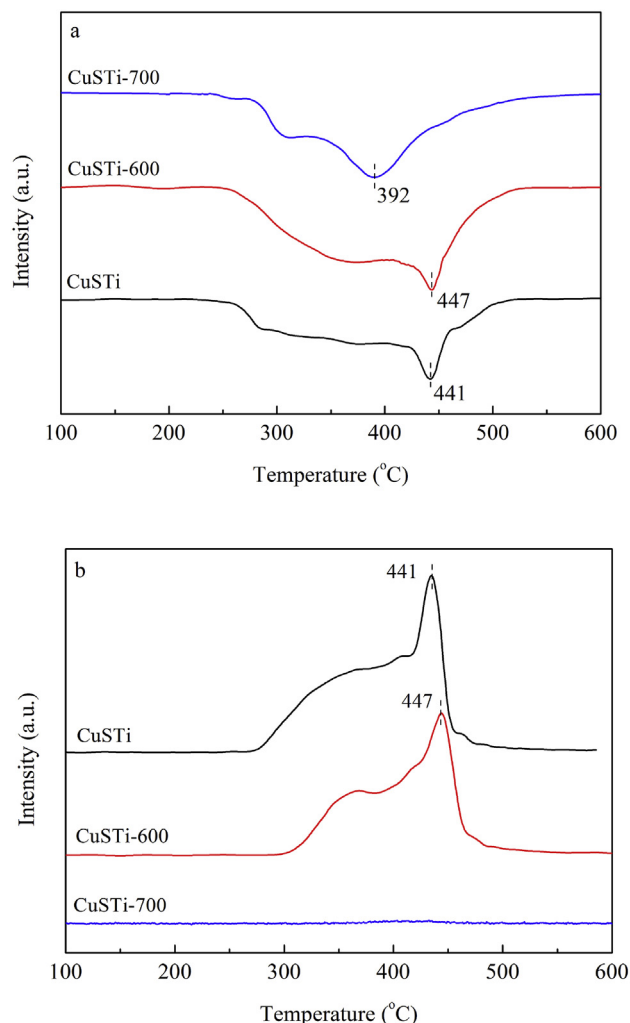 a
CuSTi-700
392
CuSTi-600
447
CuSTi
441
Intensity (a.u.)
100 200 300 400 500 600
Temperature (°C)
b
441
CuSTi
447
CuSTi-600
CuSTi-700
Intensity (a.u.)
100 200 300 400 500 600
Temperature (°C)